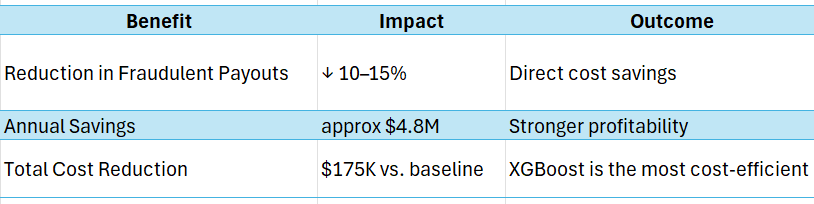 Benefit Impact Outcome
Reduction in Fraudulent Payouts ↓ 10–15% Direct cost savings
Annual Savings approx $4.8M Stronger profitability
Total Cost Reduction $175K vs. baseline XGBoost is the most cost-efficient